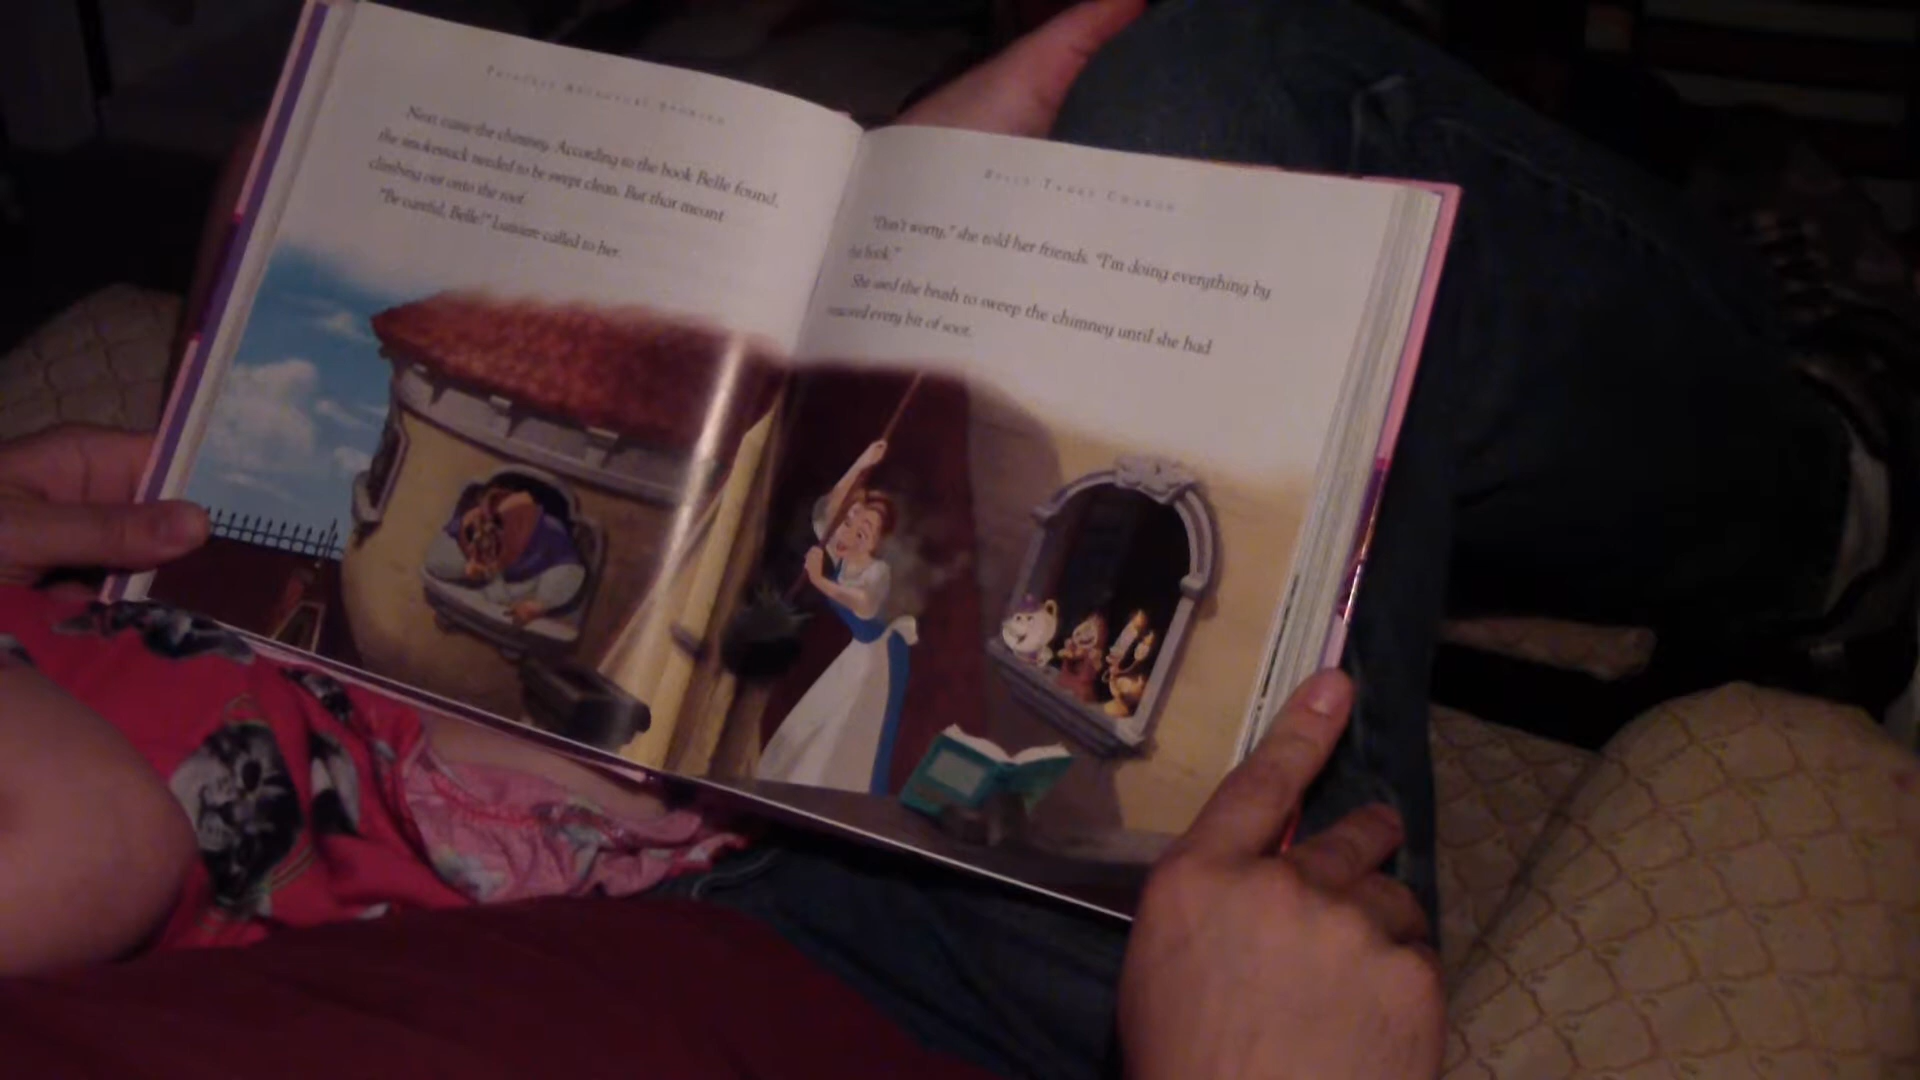 Next came the chimney. According to the book Belle found,
the smokestack needed to be swept clean. But that meant
climbing out onto the roof.
"Be careful, Belle!" Lumiere called to her.
BELLE TAKES CHARGE
"Don't worry," she told her friends. "I'm doing everything by
the book."
She used the brush to sweep the chimney until she had
removed every bit of soot.